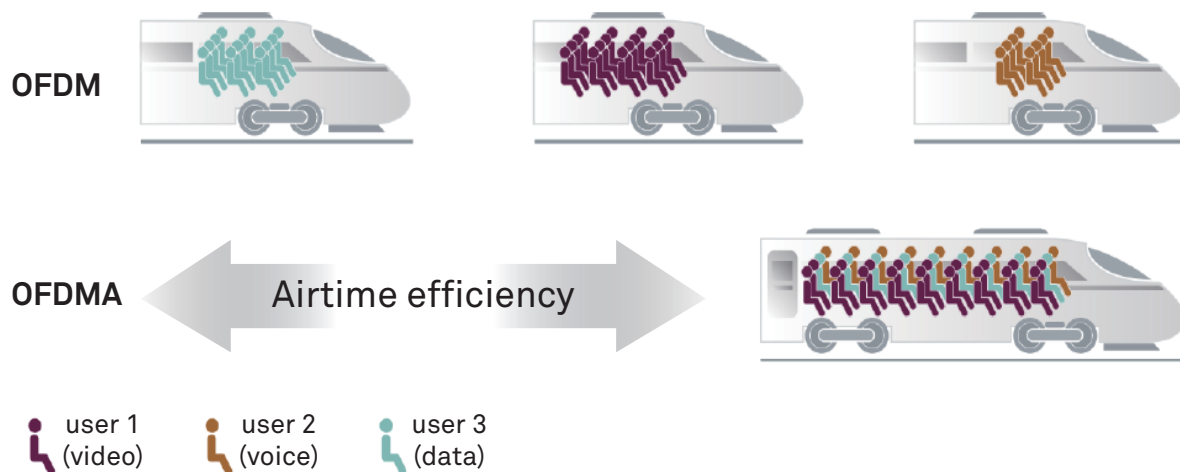 OFDM
OFDMA
Airtime efficiency
user 1
(video)
user 2
(voice)
user 3
(data)